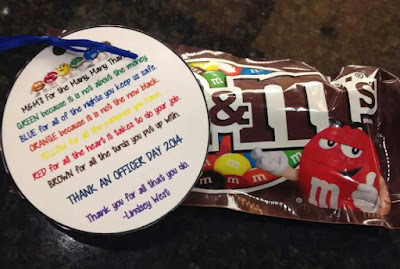 M&M'S for the Many, Many Thanks
GREEN because it is not about the money.
BLUE for all of the nights you keep us safe.
ORANGE because it is not the new black.
YELLOW for all the you have.
RED for all the heart it takes to do your job.
BROWN for all the turds you put up with.
THANK AN OFFICER DAY 2014
Thank you for all that you do.
-Lindsey West
&M's
m